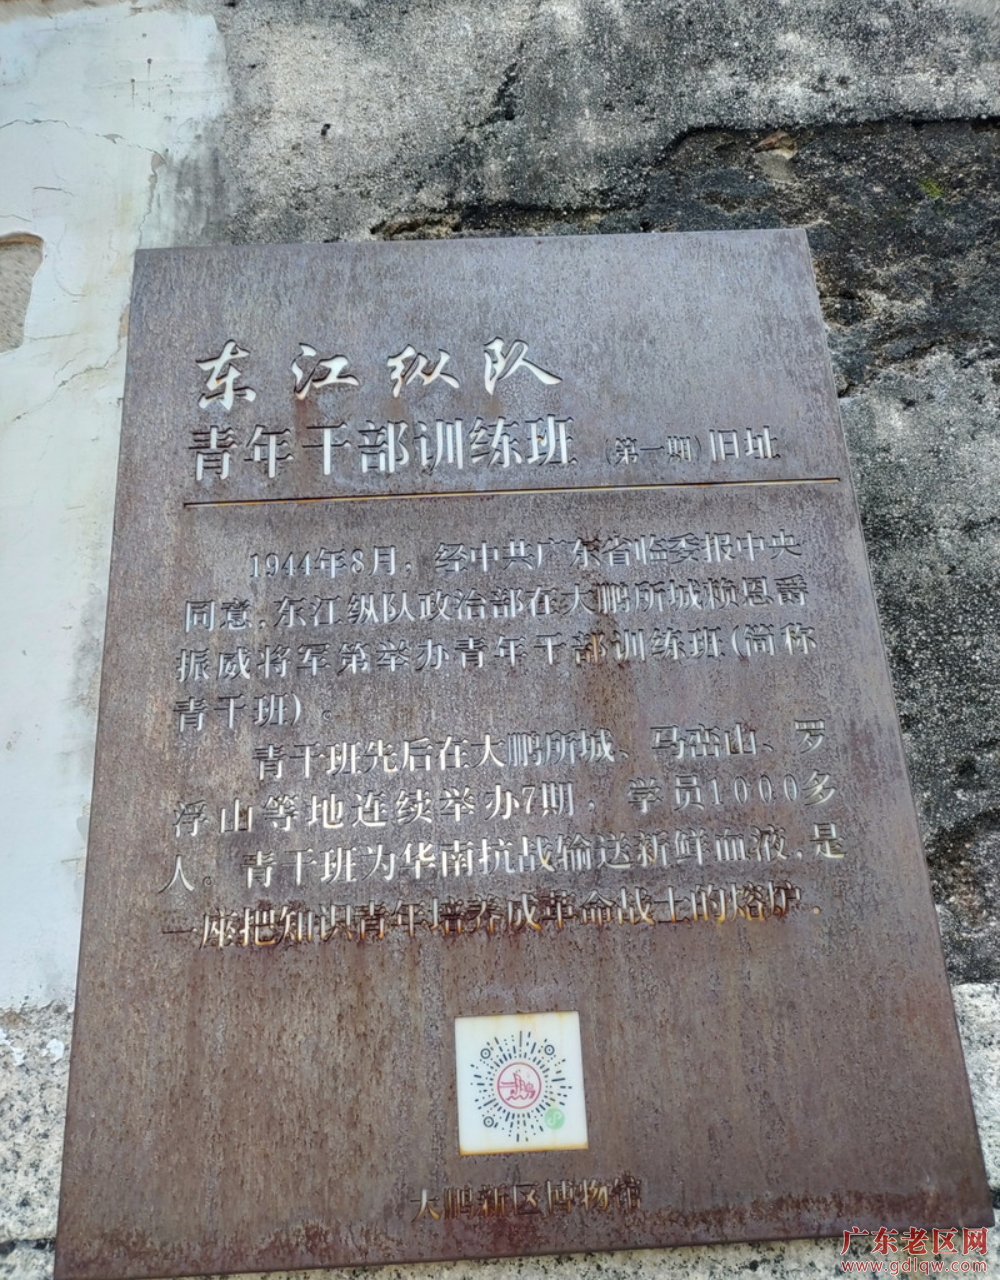 东江纵队
青年干部训练班(第一期)旧址
1944年8月，经中共广东省临委报中央
同意，东江纵队政治部在大鹏所城赖恩爵
振威将军第举办青年干部训练班(简称
青干班)。
青干班先后在大鹏所城、马峦山、罗
浮山等地连续举办7期，学员1000多
人。青干班为华南抗战输送新鲜血液，是
一座把知识青年培养成革命战士的熔炉．
大鹏新区博物馆
广东老区网
www.gdlqw.com